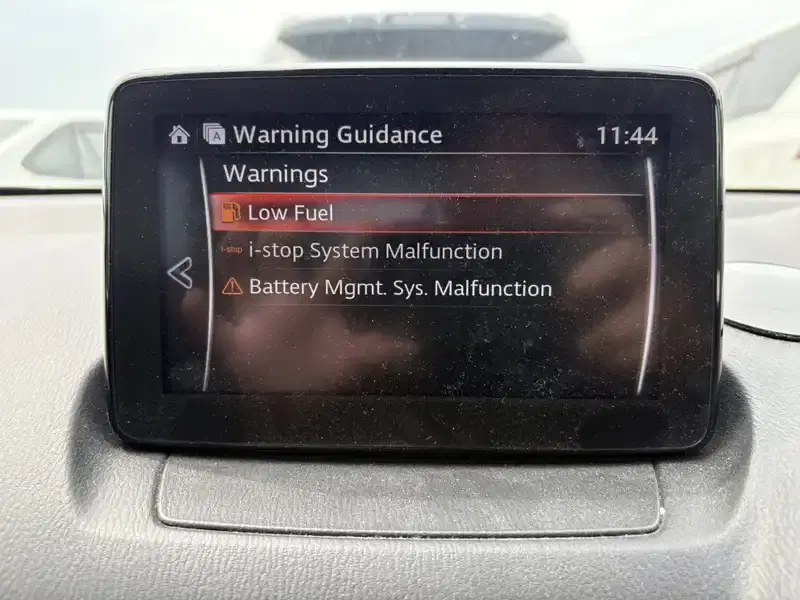 A Warning Guidance 11:44
Warnings
Low Fuel
i-stop i-stop System Malfunction
Battery Mgmt. Sys. Malfunction